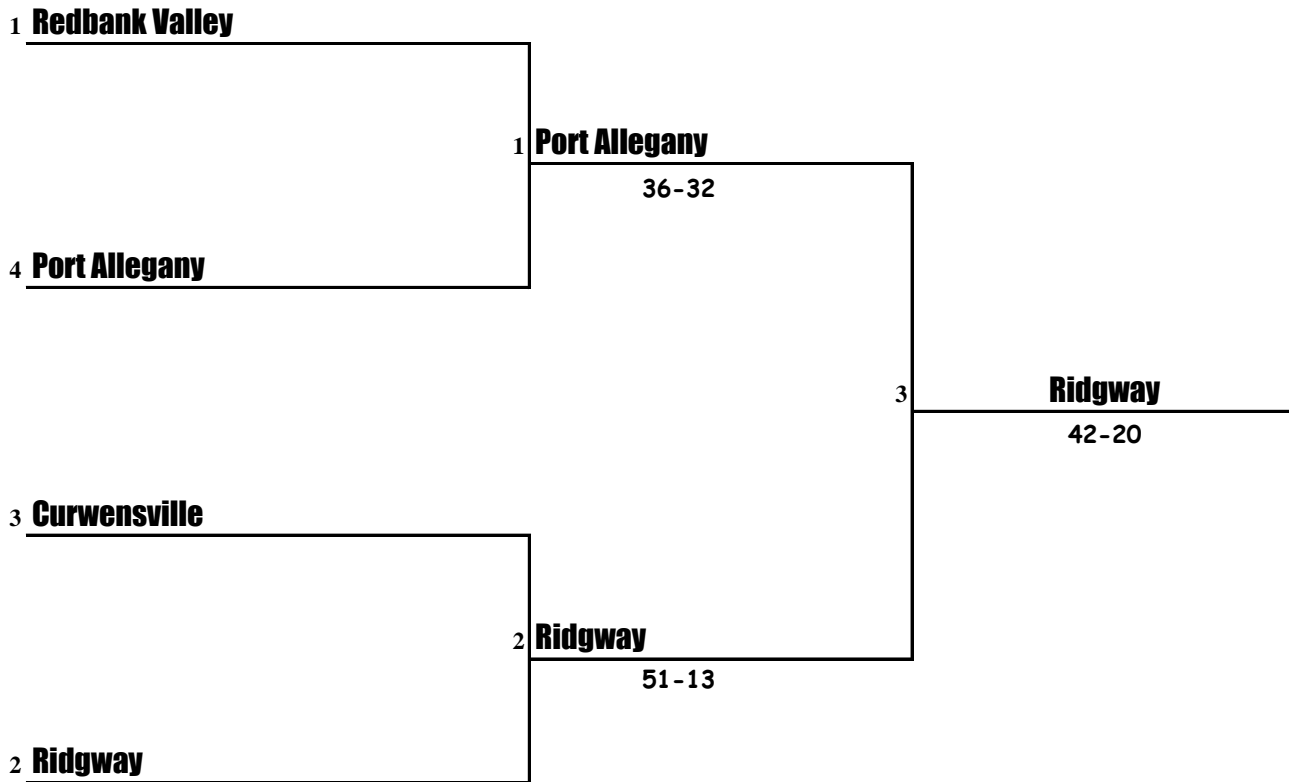 1 Redbank Valley
1 Port Allegany
36-32
4 Port Allegany
3 Ridgway
42-20
3 Curwensville
2 Ridgway
51-13
2 Ridgway